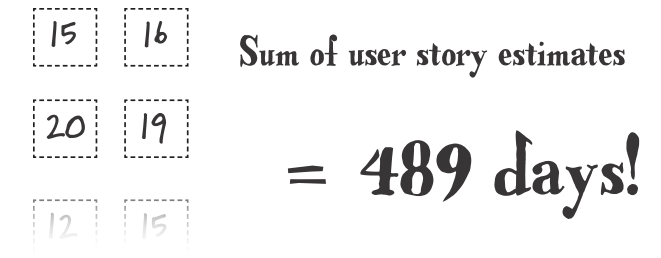 15 16
Sum of user story estimates
20 19
= 489 days!
12 15